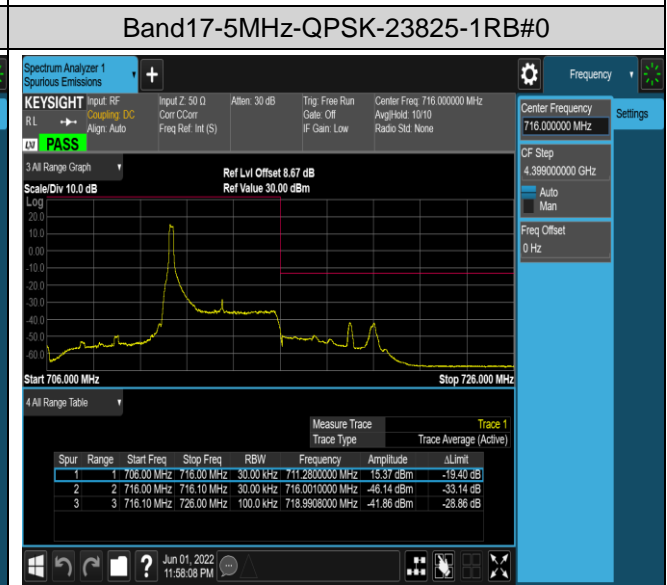 Band17-5MHz-QPSK-23825-1RB#0
Spectrum Analyzer 1
Spurious Emissions
+
Frequency
KEYSIGHT
Input: RF
Input Z: 50 Ω
Atten: 30 dB
Trig: Free Run
Center Freq: 716.000000 MHz
R L
Coupling: DC
Corr CCorr
Gate: Off
Avg|Hold: 10/10
Align: Auto
Freq Ref: Int (S)
IF Gain: Low
Radio Std: None
LXI
PASS
Center Frequency
716.000000 MHz
Settings
CF Step
4.399000000 GHz
Auto
Man
Freq Offset
0 Hz
3 All Range Graph
Ref Lvl Offset 8.67 dB
Scale/Div 10.0 dB
Ref Value 30.00 dBm
Log
20.0
10.0
0.00
-10.0
-20.0
-30.0
-40.0
-50.0
-60.0
Start 706.000 MHz
Stop 726.000 MHz
4 All Range Table
Measure Trace Trace 1
Trace Type Trace Average (Active)
Spur Range Start Freq Stop Freq RBW Frequency Amplitude ΔLimit
1 1 706.00 MHz 716.00 MHz 30.00 kHz 711.2800000 MHz 15.37 dBm -19.40 dB
2 2 716.00 MHz 716.10 MHz 30.00 kHz 716.0010000 MHz -46.14 dBm -33.14 dB
3 3 716.10 MHz 726.00 MHz 100.0 kHz 718.9908000 MHz -41.86 dBm -28.86 dB
?
Jun 01, 2022
11:58:08 PM